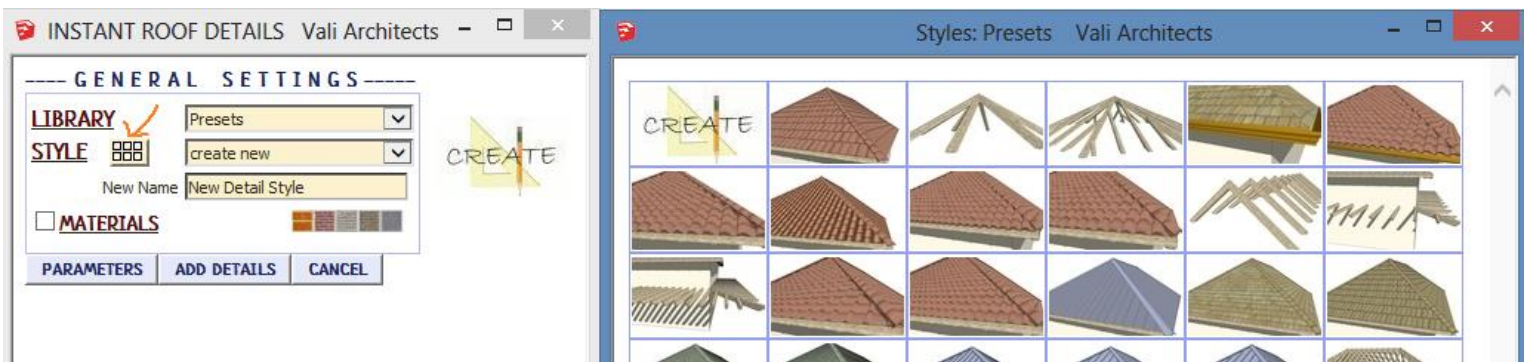 INSTANT ROOF DETAILS Vali Architects
---- GENERAL SETTINGS-----
LIBRARY Presets
STYLE create new
New Name New Detail Style
MATERIALS
PARAMETERS ADD DETAILS CANCEL
CREATE
Styles: Presets Vali Architects
CREATE